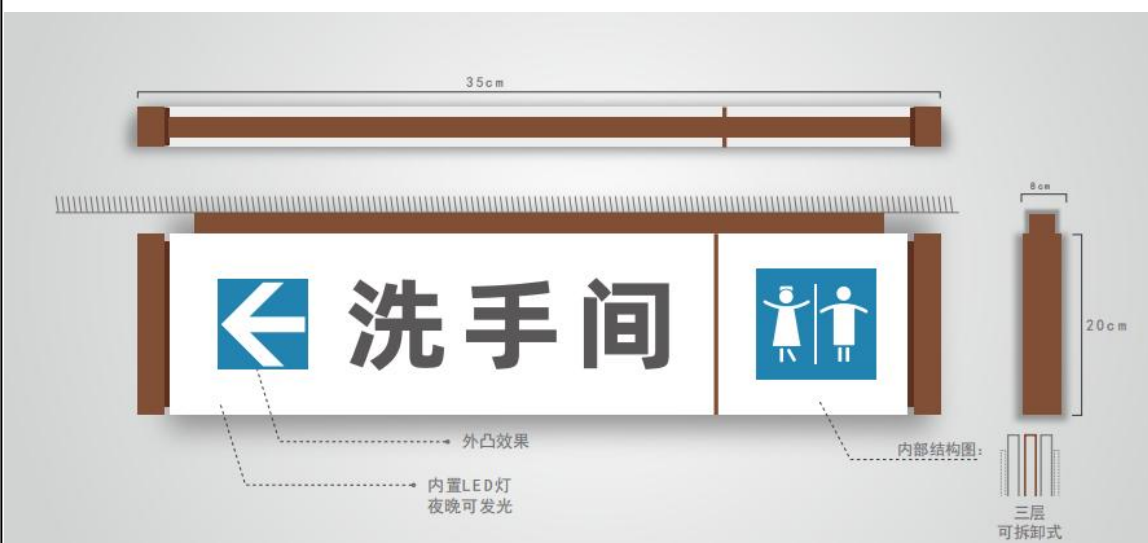 35cm
8cm
洗手间
20cm
外凸效果
内部结构图：
内置LED灯
夜晚可发光
三层
可拆卸式